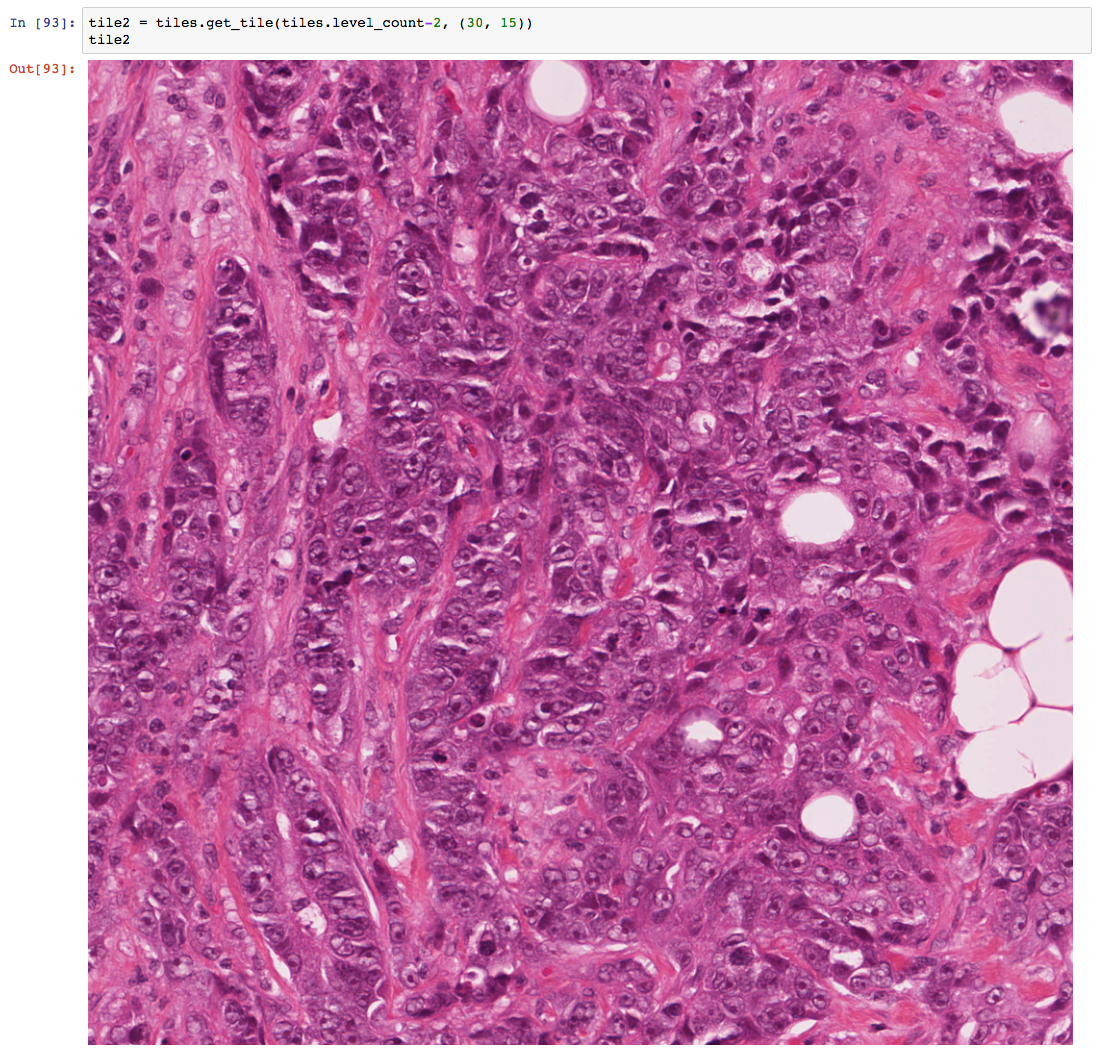 In [93]: tile2 = tiles.get_tile(tiles.level_count-2, (30, 15))
tile2
Out[93]: